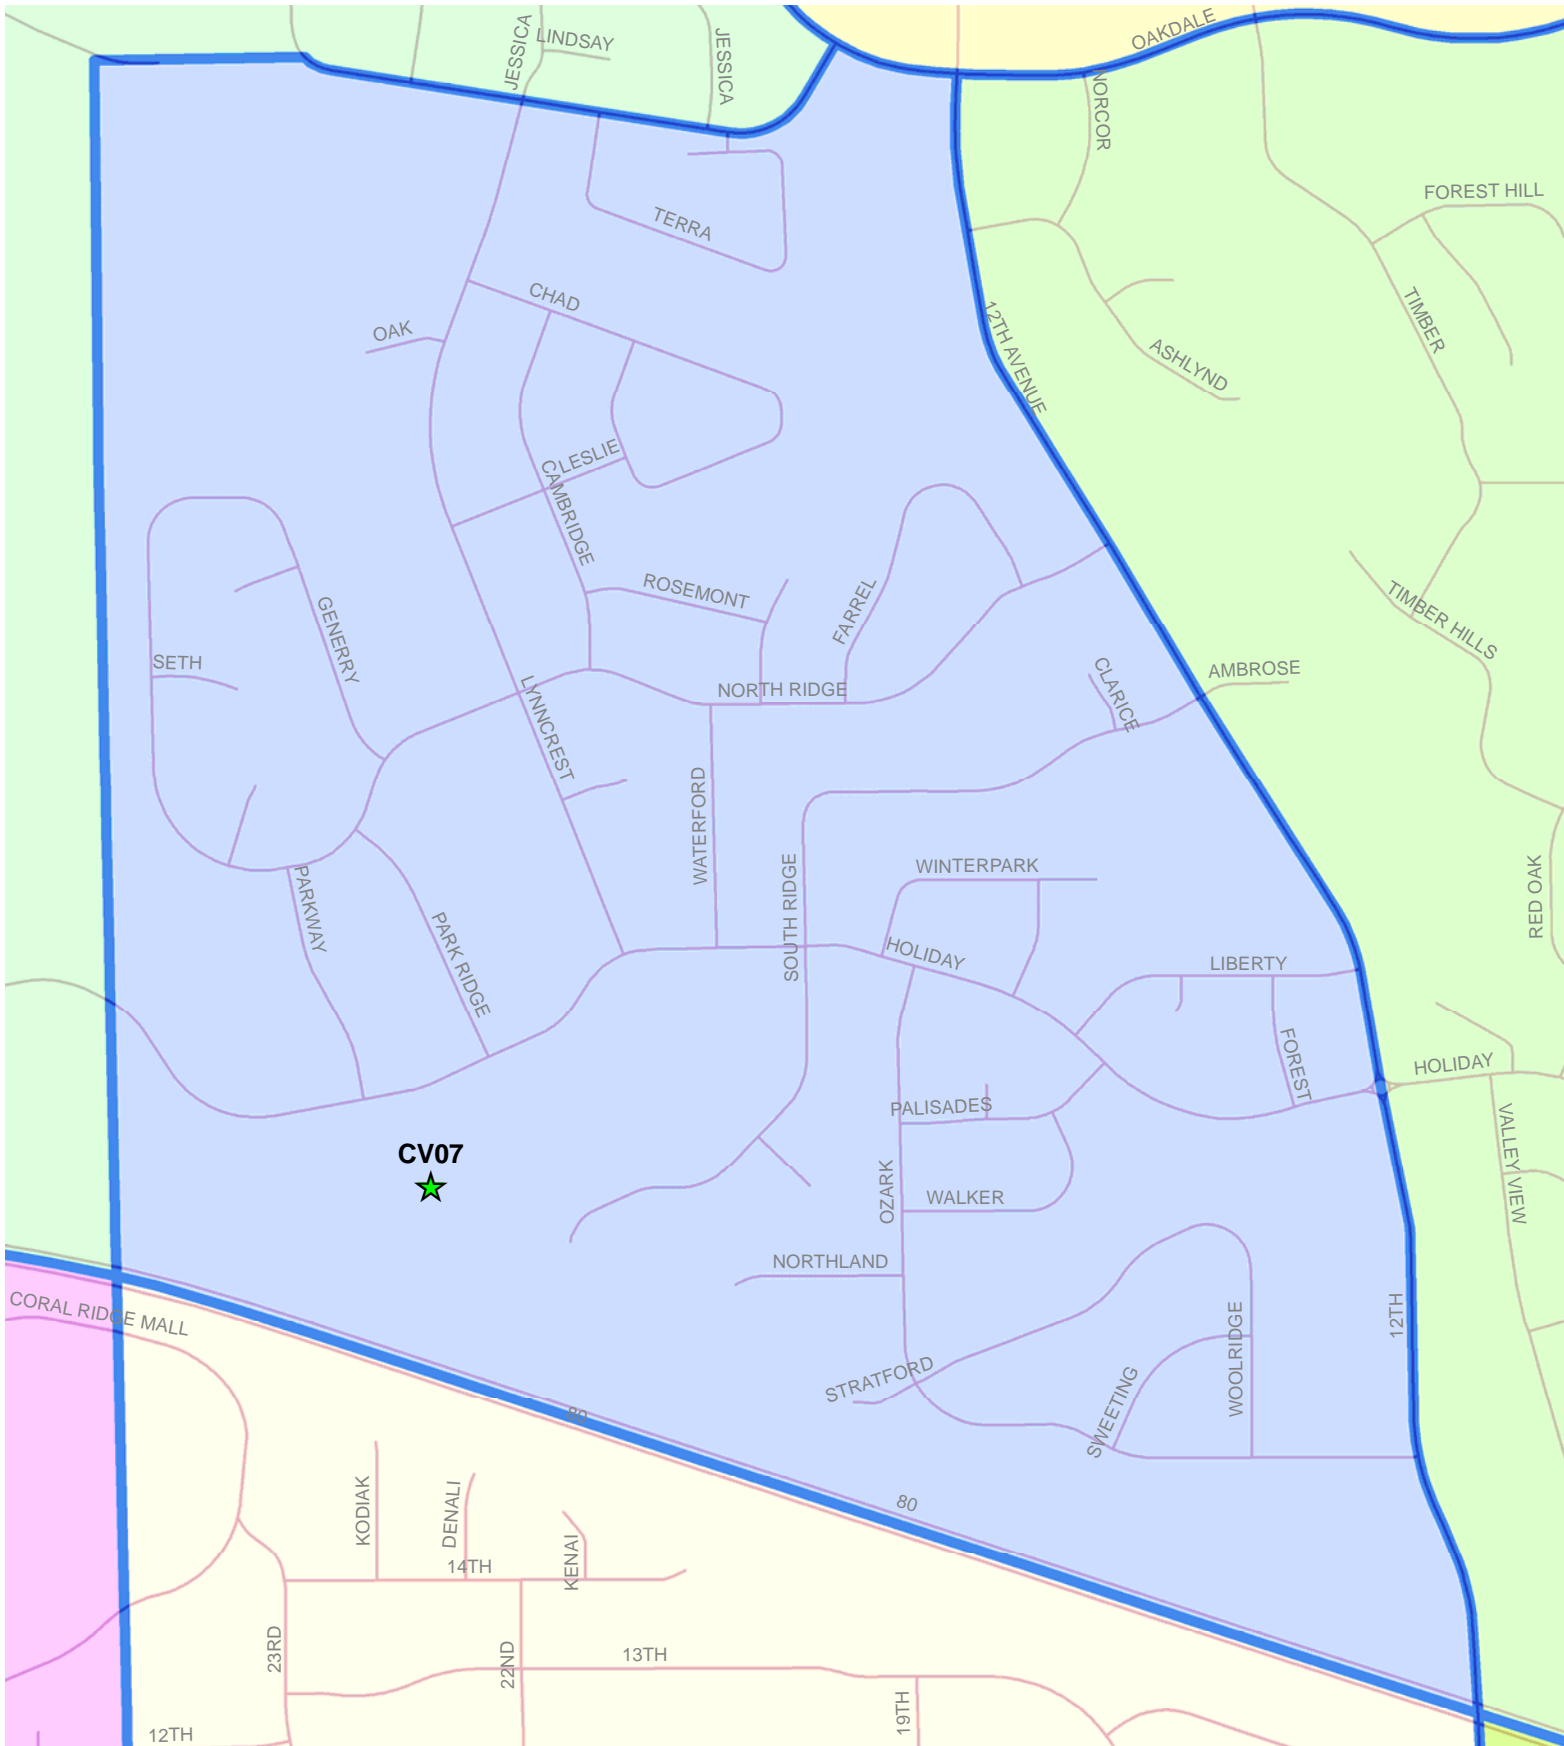 JESSICA
LINDSAY
JESSICA
OAKDALE
NORCOR
FOREST HILL
TERRA
CHAD
OAK
12TH AVENUE
TIMBER
ASHLYND
LESLIE
CAMBRIDGE
ROSEMONT
FARREL
GENERRY
TIMBER HILLS
SETH
NORTH RIDGE
CLARICE
AMBROSE
LYNNCREST
WATERFORD
SOUTH RIDGE
WINTERPARK
RED OAK
PARKWAY
PARK RIDGE
HOLIDAY
LIBERTY
FOREST
HOLIDAY
PALISADES
VALLEY VIEW
CV07
OZARK
WALKER
NORTHLAND
CORAL RIDGE MALL
WOOLRIDGE
12TH
STRATFORD
SWEETING
80
80
KODIAK
DENALI
KENAI
14TH
23RD
22ND
13TH
19TH
12TH